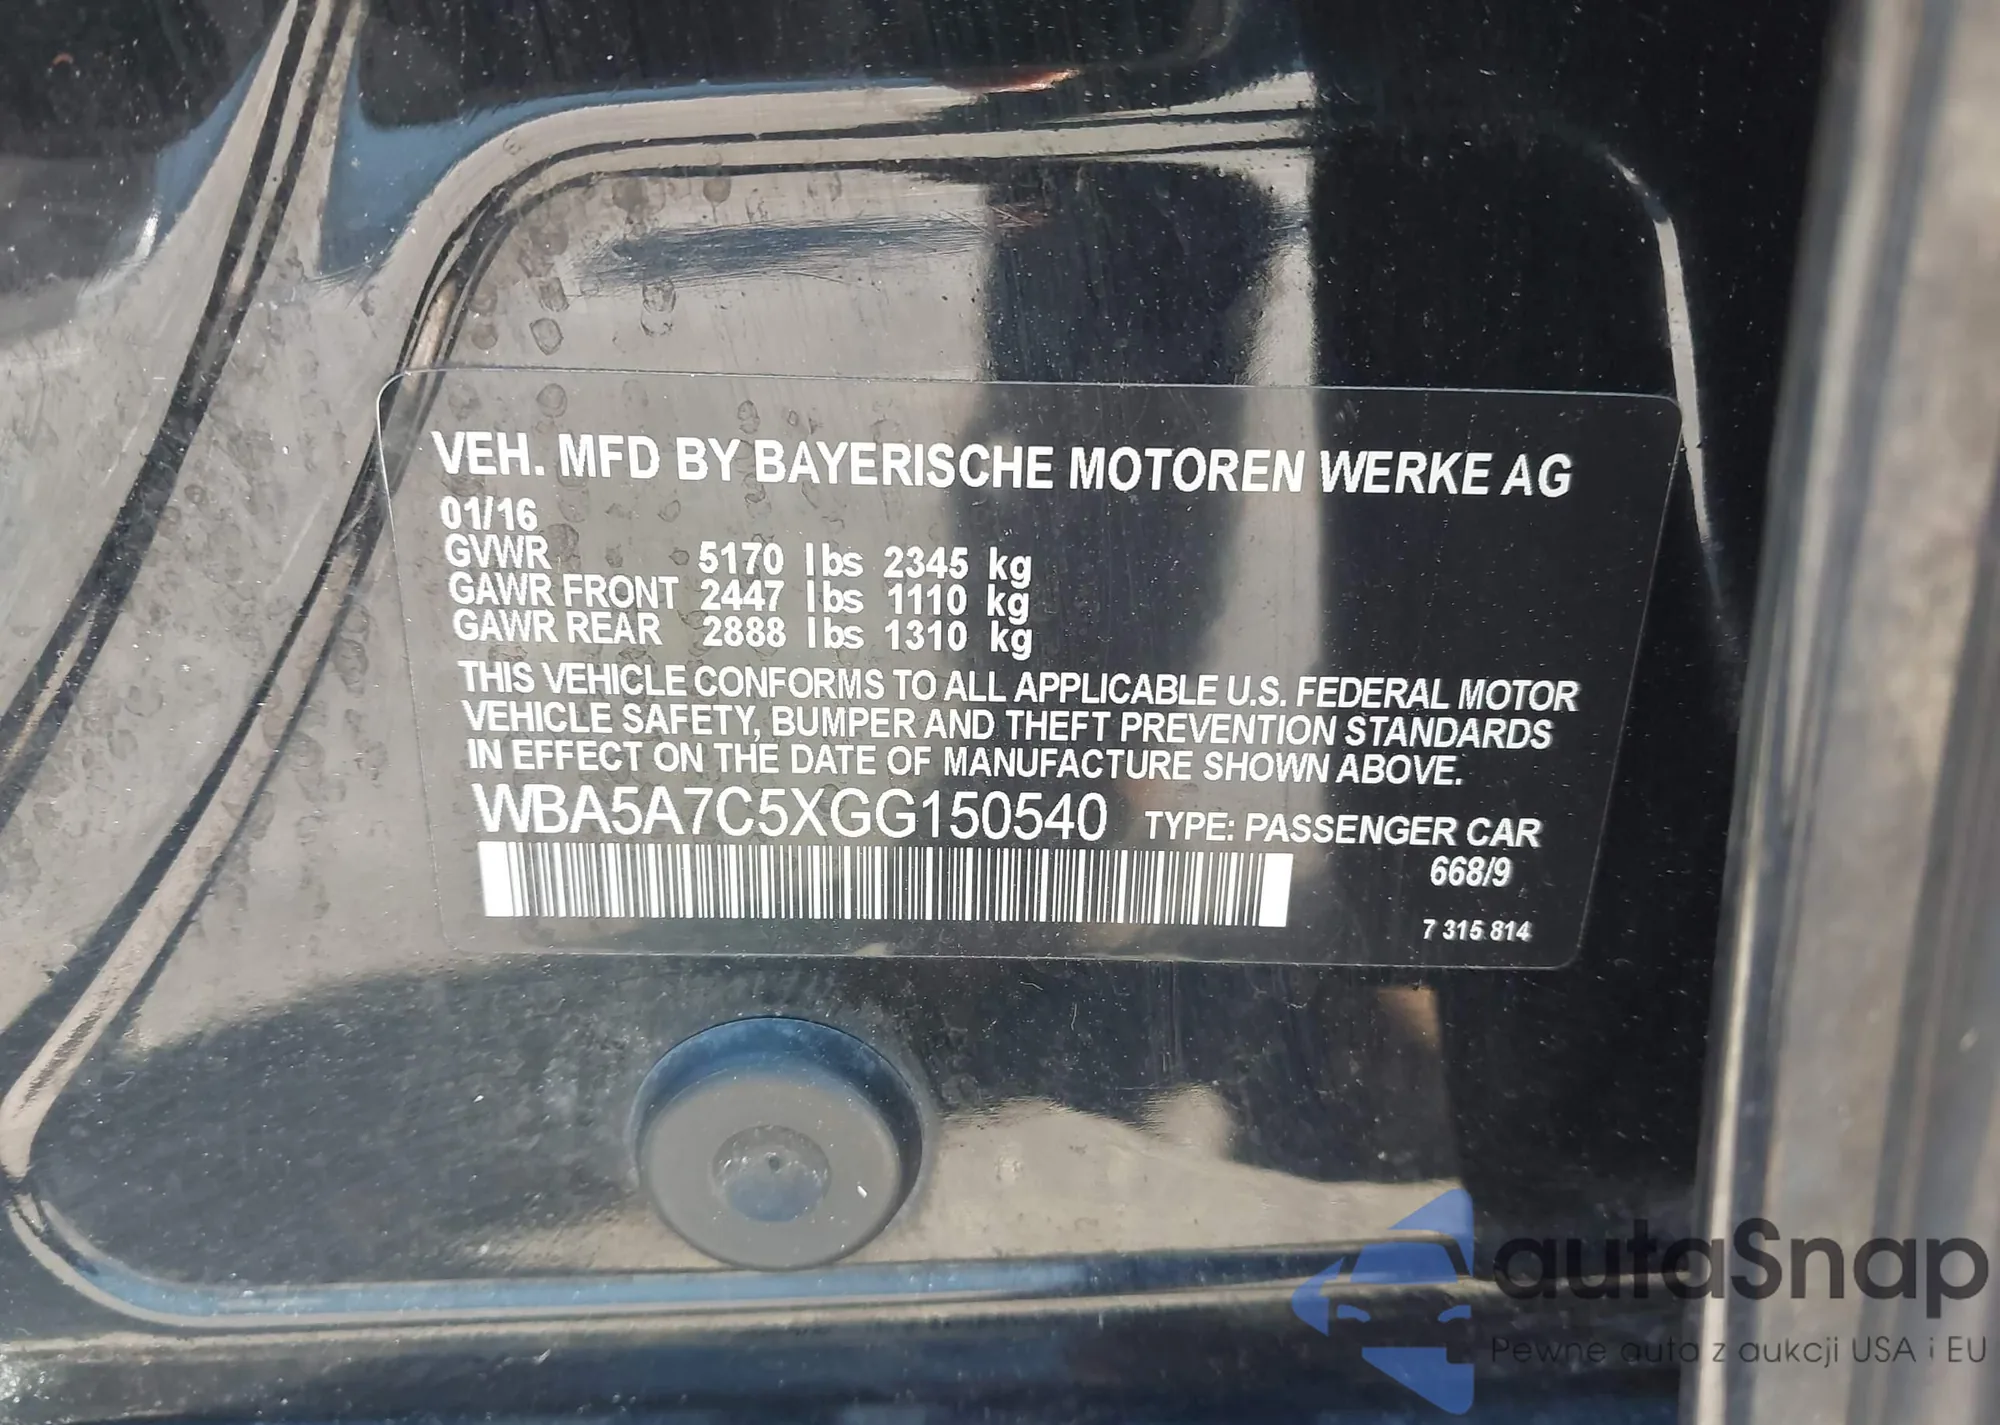 VEH. MFD BY BAYERISCHE MOTOREN WERKE AG
01/16
GVWR 5170 lbs 2345 kg
GAWR FRONT 2447 lbs 1110 kg
GAWR REAR 2888 lbs 1310 kg
THIS VEHICLE CONFORMS TO ALL APPLICABLE U.S. FEDERAL MOTOR
VEHICLE SAFETY, BUMPER AND THEFT PREVENTION STANDARDS
IN EFFECT ON THE DATE OF MANUFACTURE SHOWN ABOVE.
WBA5A7C5XGG150540 TYPE: PASSENGER CAR
668/9
7 315 814
autaSnap
Pewne auta z aukcji USA i EU